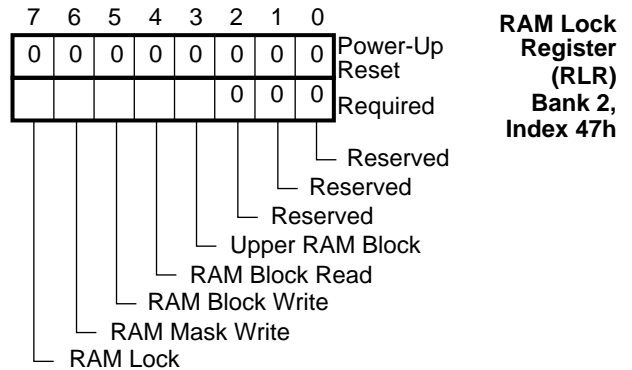 7 6 5 4 3 2 1 0
0 0 0 0 0 0 0 0 Power-Up
Reset
0 0 0 Required
Reserved
Reserved
Reserved
Upper RAM Block
RAM Block Read
RAM Block Write
RAM Mask Write
RAM Lock
RAM Lock
Register
(RLR)
Bank 2,
Index 47h